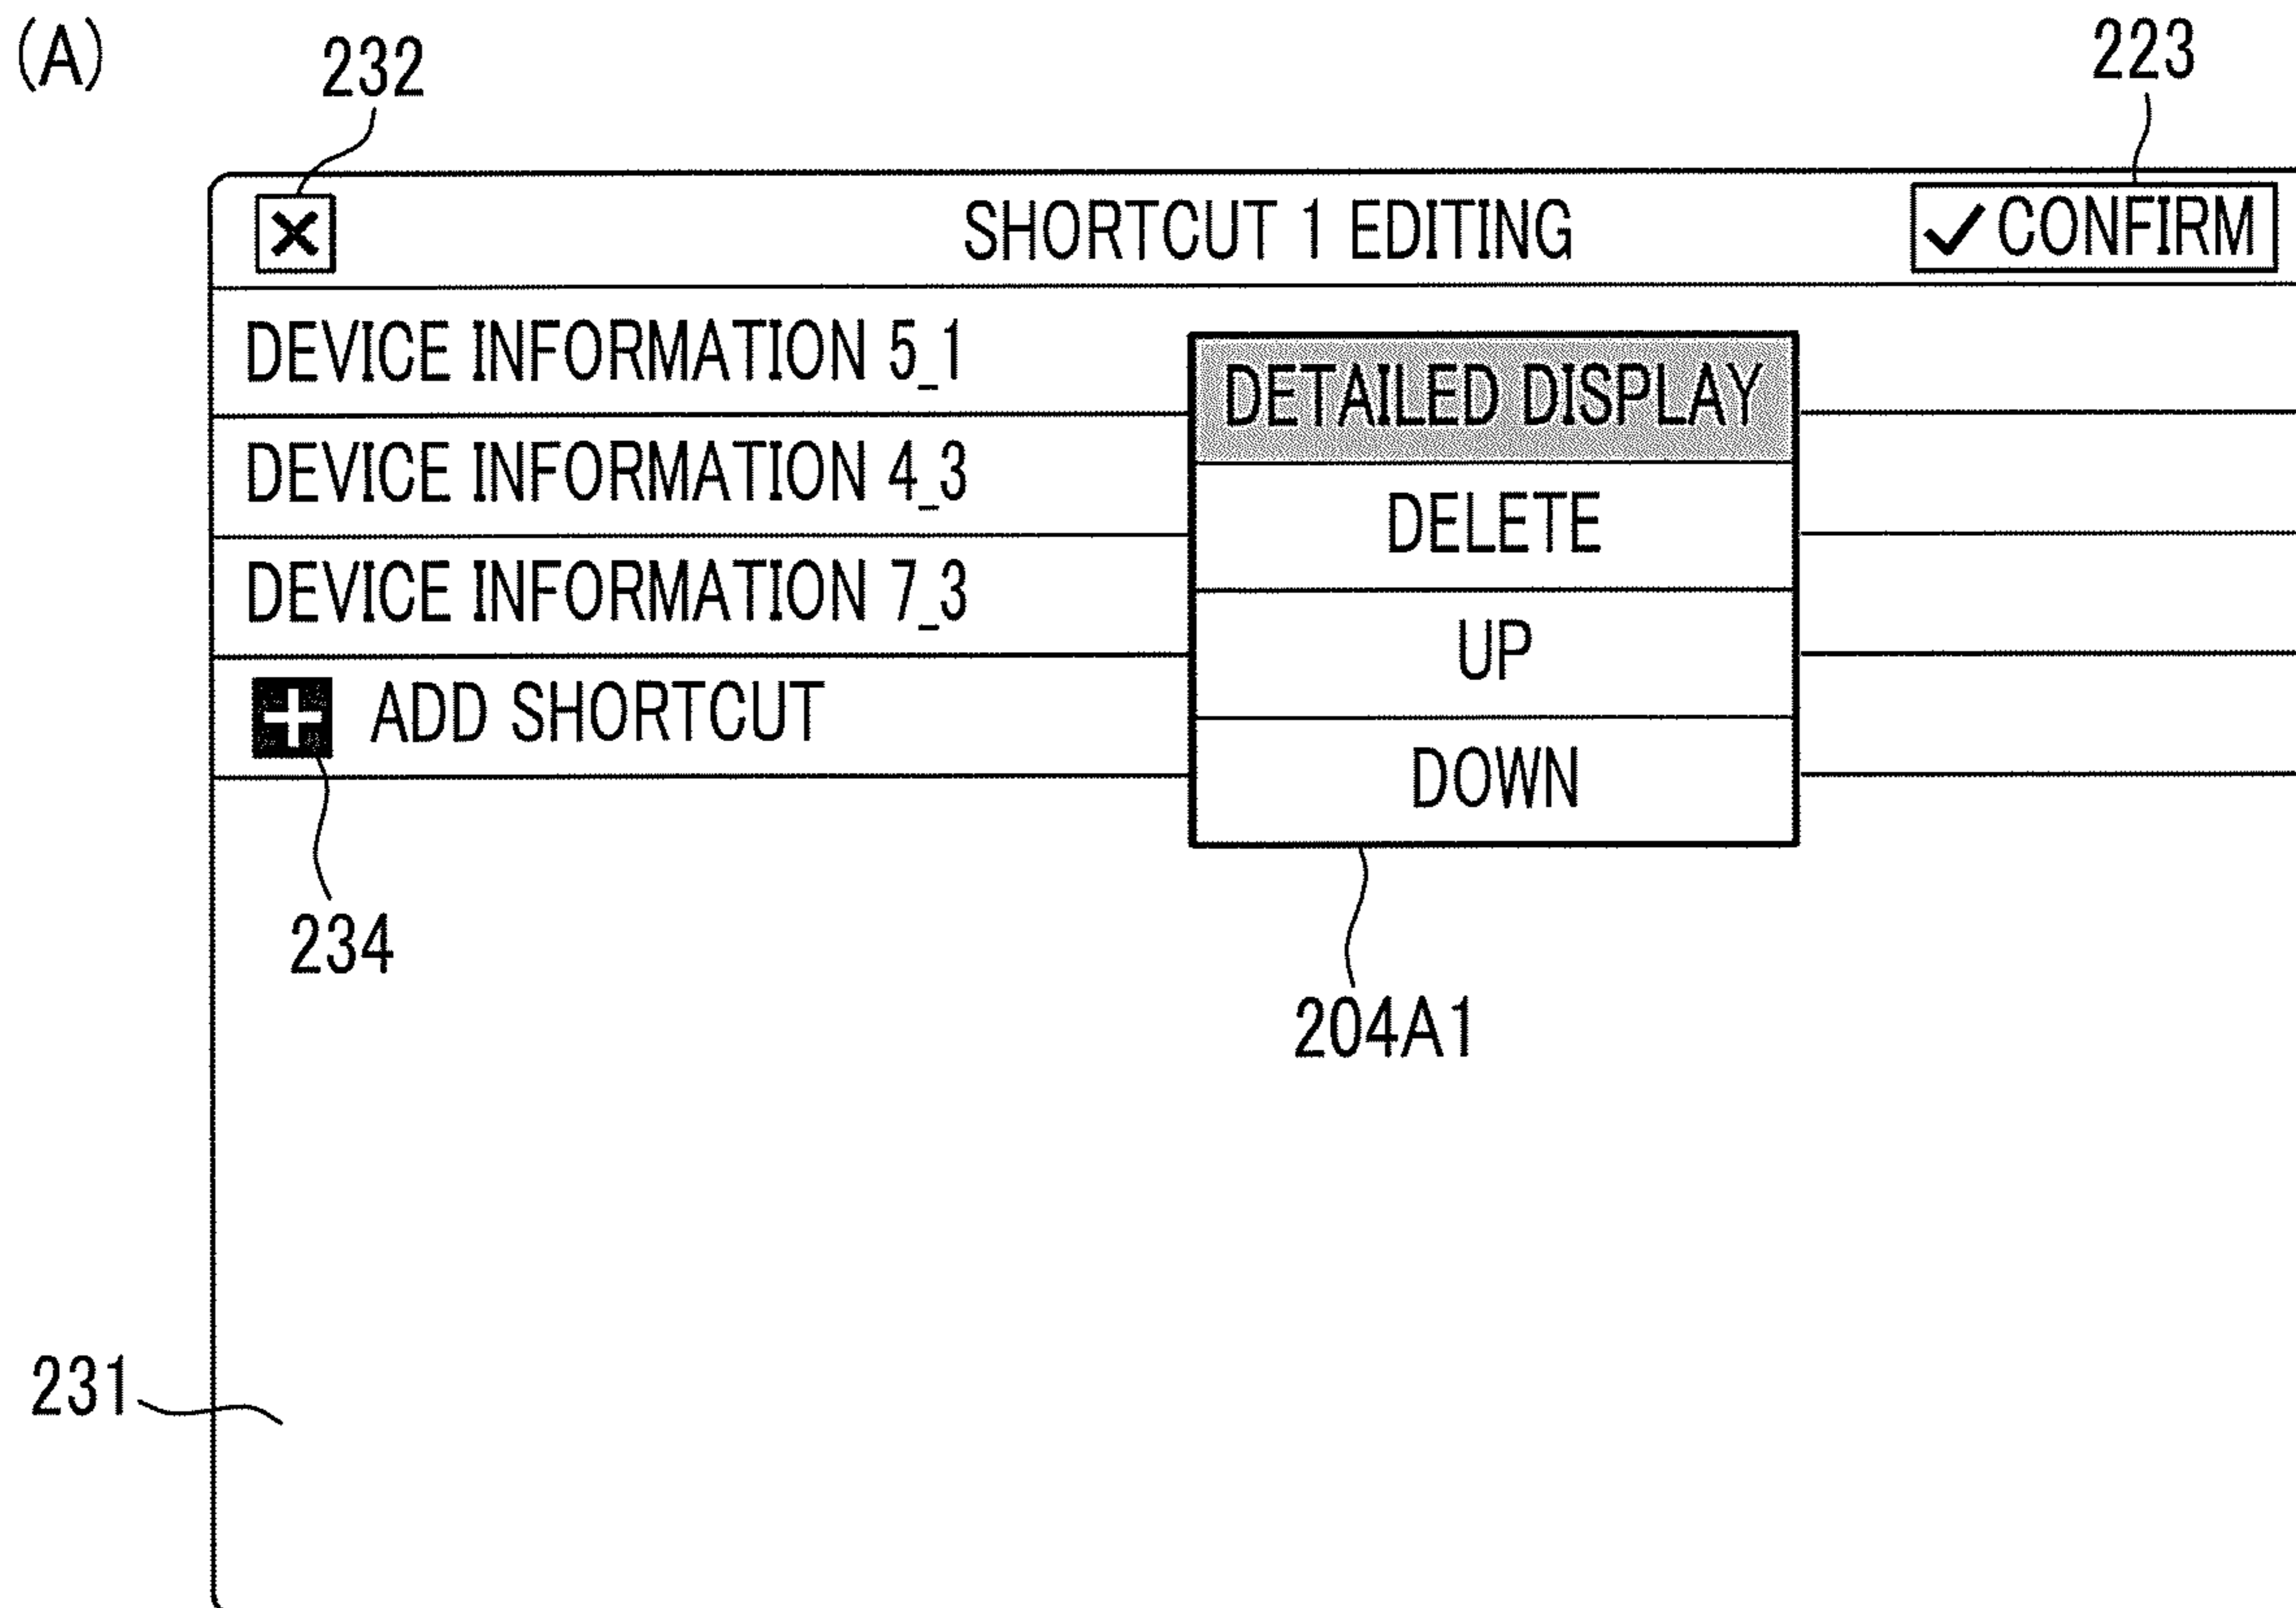 (A)
232
223
SHORTCUT 1 EDITING
CONFIRM
DEVICE INFORMATION 5_1
DETAILED DISPLAY
DEVICE INFORMATION 4_3
DELETE
DEVICE INFORMATION 7_3
UP
ADD SHORTCUT
DOWN
234
204A1
231